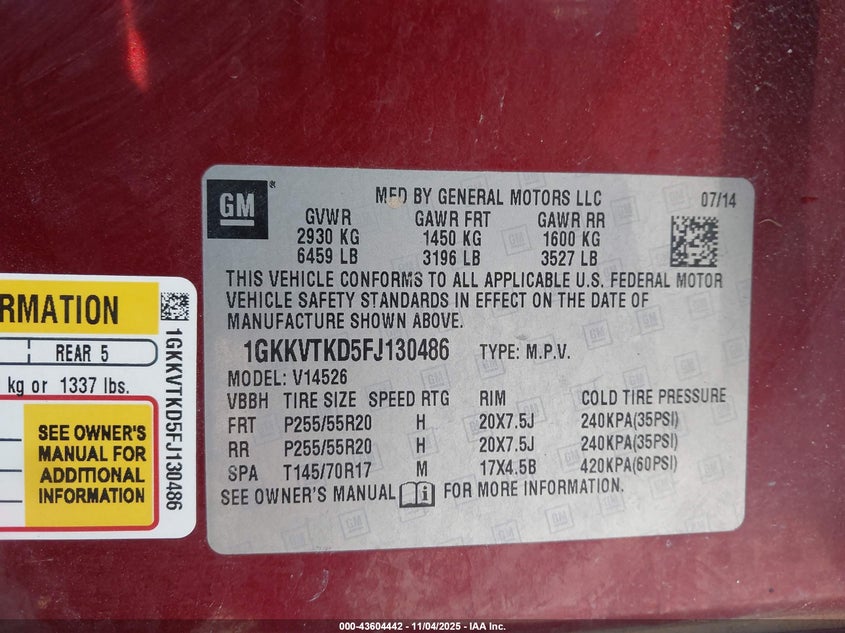 GM
MFD BY GENERAL MOTORS LLC
07/14
GVWR GAWR FRT GAWR RR
2930 KG 1450 KG 1600 KG
6459 LB 3196 LB 3527 LB
THIS VEHICLE CONFORMS TO ALL APPLICABLE U.S. FEDERAL MOTOR
VEHICLE SAFETY STANDARDS IN EFFECT ON THE DATE OF
MANUFACTURE SHOWN ABOVE.
1GKKVTKD5FJ130486 TYPE: M.P.V.
MODEL: V14526
VBBH TIRE SIZE SPEED RTG RIM COLD TIRE PRESSURE
FRT P255/55R20 H 20X7.5J 240KPA(35PSI)
RR P255/55R20 H 20X7.5J 240KPA(35PSI)
SPA T145/70R17 M 17X4.5B 420KPA(60PSI)
SEE OWNER'S MANUAL FOR MORE INFORMATION.
RMATION
REAR 5
kg or 1337 lbs.
SEE OWNER'S
MANUAL FOR
ADDITIONAL
INFORMATION
1GKKVTKD5FJ130486
000-43604442 - 11/04/2025 - IAA Inc.